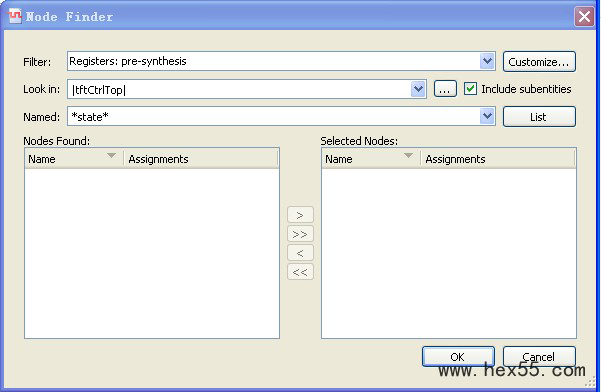 Node Finder
Filter: Registers: pre-synthesis Customize...
Look in: |tftCtrlTop| ... Include subentities
Named: *state* List
Nodes Found: Selected Nodes:
Name Assignments Name Assignments
>
>>
<
<<
OK Cancel
www.hex55.com